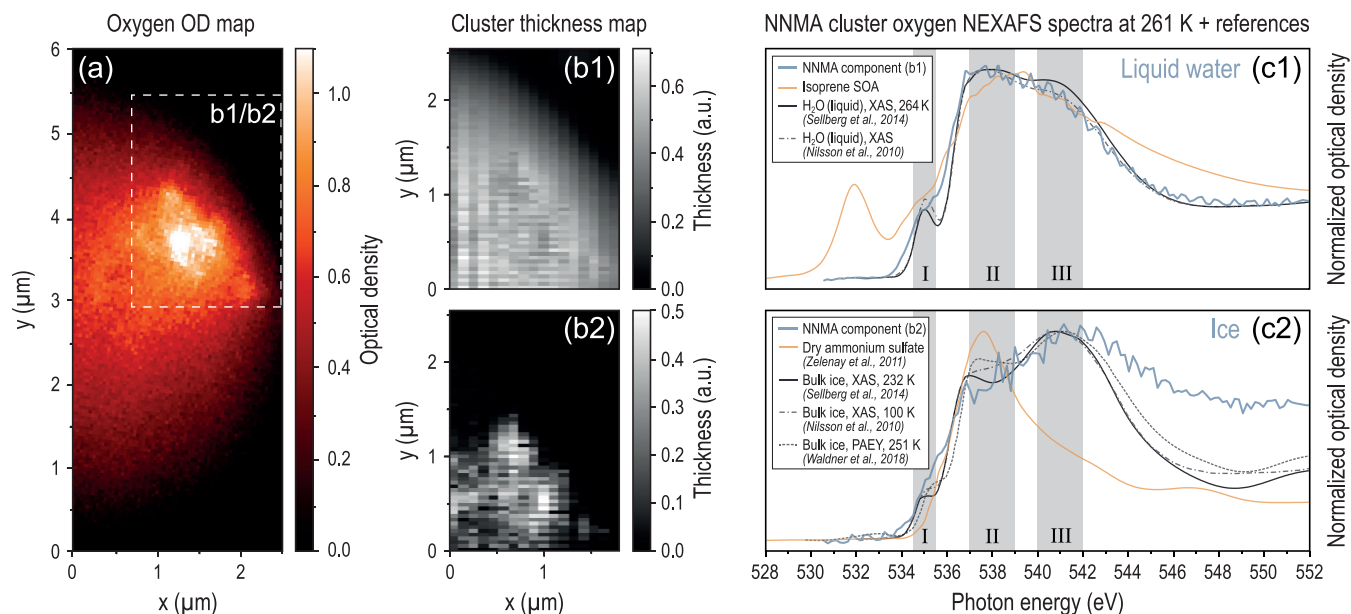 Oxygen OD map
(a)
b1/b2
6
5
4
3
2
1
0
y (µm)
0
1
2
x (µm)
1.0
0.8
0.6
0.4
0.2
0.0
Optical density
Cluster thickness map
(b1)
2
1
0
y (µm)
0.6
0.4
0.2
0.0
Thickness (a.u.)
(b2)
2
1
0
y (µm)
0
1
x (µm)
0.5
0.4
0.3
0.2
0.1
0.0
Thickness (a.u.)
NNMA cluster oxygen NEXAFS spectra at 261 K + references
NNMA component (b1)
Isoprene SOA
H₂O (liquid), XAS, 264 K
(Sellberg et al., 2014)
H₂O (liquid), XAS
(Nilsson et al., 2010)
Liquid water
(c1)
I
II
III
Normalized optical density
NNMA component (b2)
Dry ammonium sulfate
(Zelenay et al., 2011)
Bulk ice, XAS, 232 K
(Sellberg et al., 2014)
Bulk ice, XAS, 100 K
(Nilsson et al., 2010)
Bulk ice, PAEY, 251 K
(Waldner et al., 2018)
Ice
(c2)
I
II
III
Normalized optical density
528
530
532
534
536
538
540
542
544
546
548
550
552
Photon energy (eV)